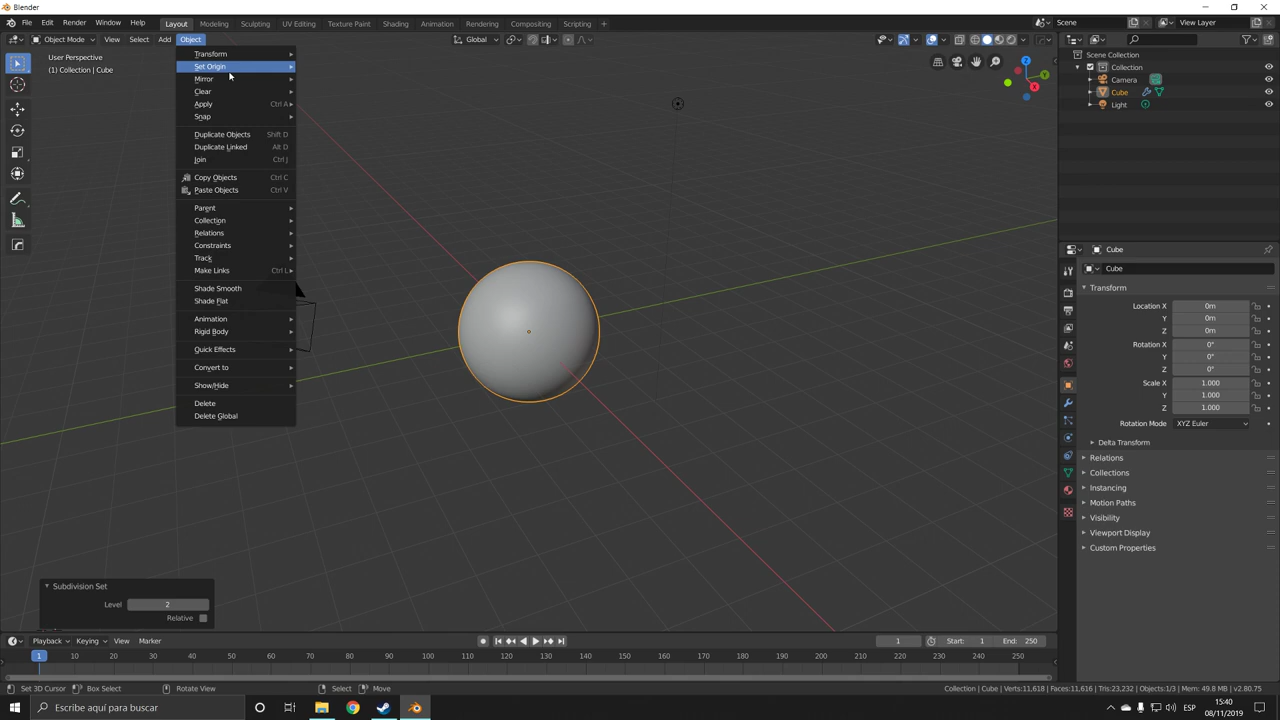 Blender
File Edit Render Window Help Layout Modeling Sculpting UV Editing Texture Paint Shading Animation Rendering Compositing Scripting + Scene View Layer
Object Mode View Select Add Object Global
User Perspective
(1) Collection | Cube
Transform
Set Origin
Mirror
Clear
Apply Ctrl A
Snap
Duplicate Objects Shift D
Duplicate Linked Alt D
Join Ctrl J
Copy Objects Ctrl C
Paste Objects Ctrl V
Parent
Collection
Relations
Constraints
Track
Make Links Ctrl L
Shade Smooth
Shade Flat
Animation
Rigid Body
Quick Effects
Convert to
Show/Hide
Delete
Delete Global
Z
Y
X
Scene Collection
Collection
Camera
Cube
Light
Cube
Cube
Transform
Location X 0m
Y 0m
Z 0m
Rotation X 0°
Y 0°
Z 0°
Scale X 1.000
Y 1.000
Z 1.000
Rotation Mode XYZ Euler
Delta Transform
Relations
Collections
Instancing
Motion Paths
Visibility
Viewport Display
Custom Properties
Subdivision Set
Level 2
Relative
Playback Keying View Marker 1 Start: 1 End: 250
1 10 20 30 40 50 60 70 80 90 100 110 120 130 140 150 160 170 180 190 200 210 220 230 240 250
Set 3D Cursor Box Select Rotate View Select Move Collection | Cube | Verts:11,618 | Faces:11,616 | Tris:23,232 | Objects:1/3 | Mem: 49.8 MB | v2.80.75
Escribe aquí para buscar ESP 15:40
08/11/2019